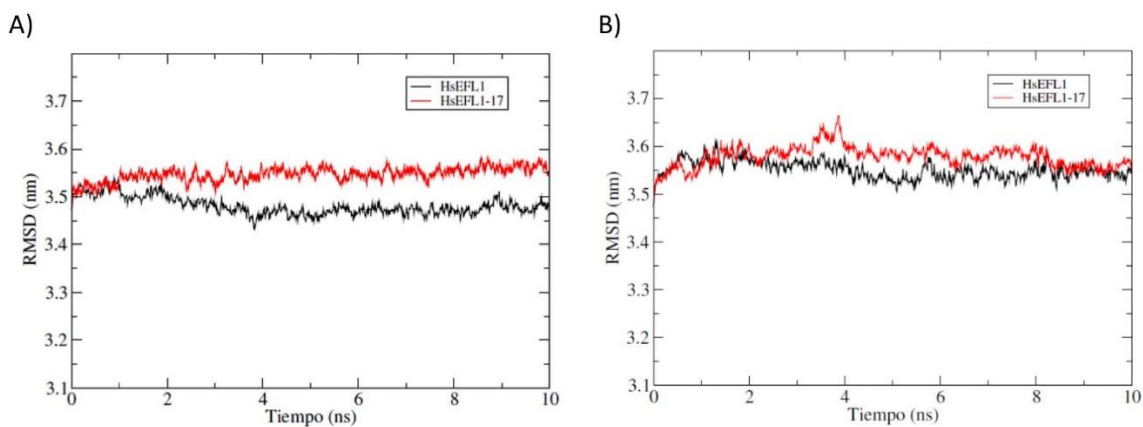 A)
3.7
3.6
3.5
3.4
3.3
3.2
3.1
RMSD (nm)
0
2
4
6
8
10
Tiempo (ns)
HsEFL1
HsEFL1-17
B)
3.7
3.6
3.5
3.4
3.3
3.2
3.1
RMSD (nm)
0
2
4
6
8
10
Tiempo (ns)
HsEFL1
HsEFL1-17